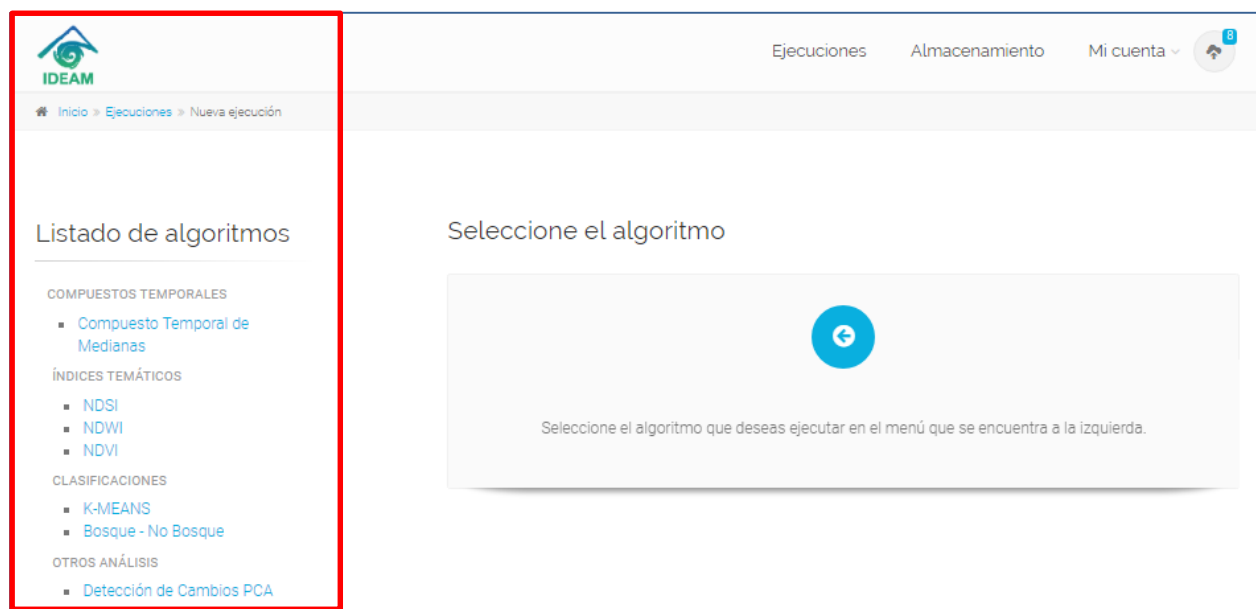 IDEAM
Ejecuciones Almacenamiento Mi cuenta 8
Inicio » Ejecuciones » Nueva ejecución
Listado de algoritmos
COMPUESTOS TEMPORALES
Compuesto Temporal de
Medianas
ÍNDICES TEMÁTICOS
NDSI
NDWI
NDVI
CLASIFICACIONES
K-MEANS
Bosque - No Bosque
OTROS ANÁLISIS
Detección de Cambios PCA
Seleccione el algoritmo
Seleccione el algoritmo que deseas ejecutar en el menú que se encuentra a la izquierda.